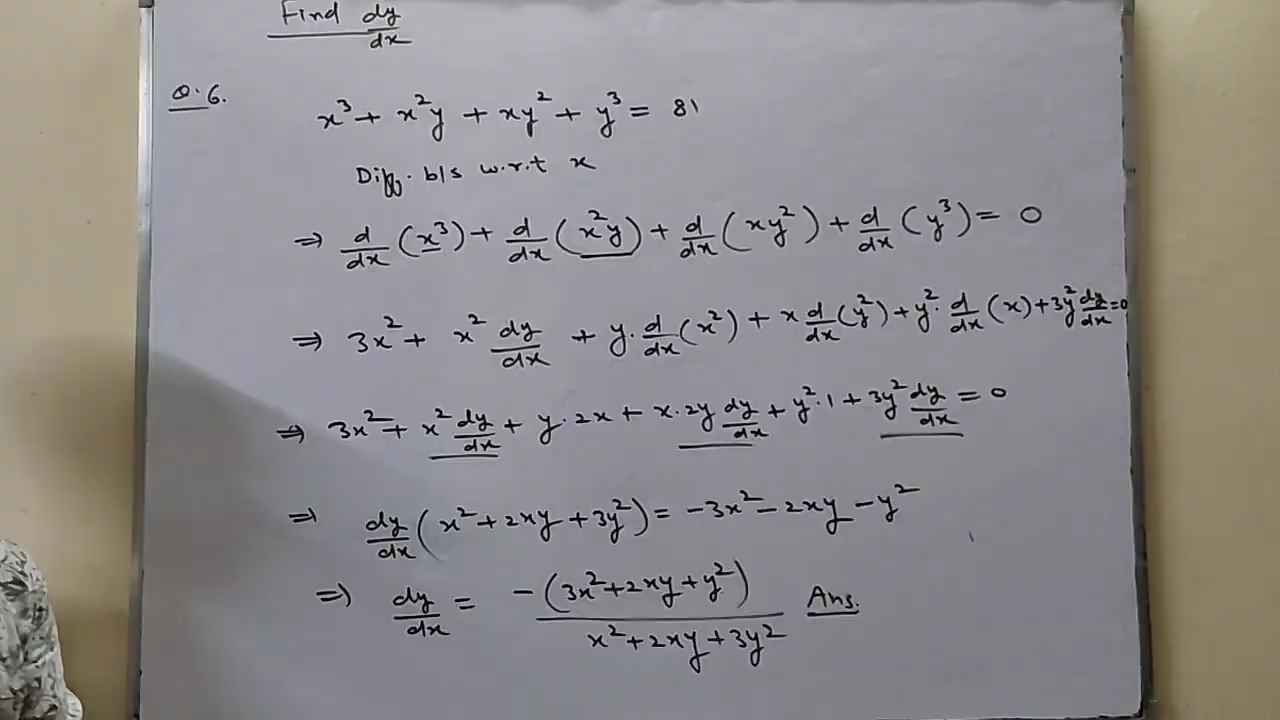 Find dy/dx
Q.6.
x³ + x²y + xy² + y³ = 81
Diff. b/s w.r.t x
⇒ d/dx (x³) + d/dx (x²y) + d/dx (xy²) + d/dx (y³) = 0
⇒ 3x² + x² dy/dx + y. d/dx (x²) + x d/dx (y²) + y². d/dx (x) + 3y² dy/dx = 0
⇒ 3x² + x² dy/dx + y.2x + x.2y dy/dx + y².1 + 3y² dy/dx = 0
⇒ dy/dx (x² + 2xy + 3y²) = -3x² - 2xy - y²
⇒ dy/dx = -(3x² + 2xy + y²) / x² + 2xy + 3y² Ans.